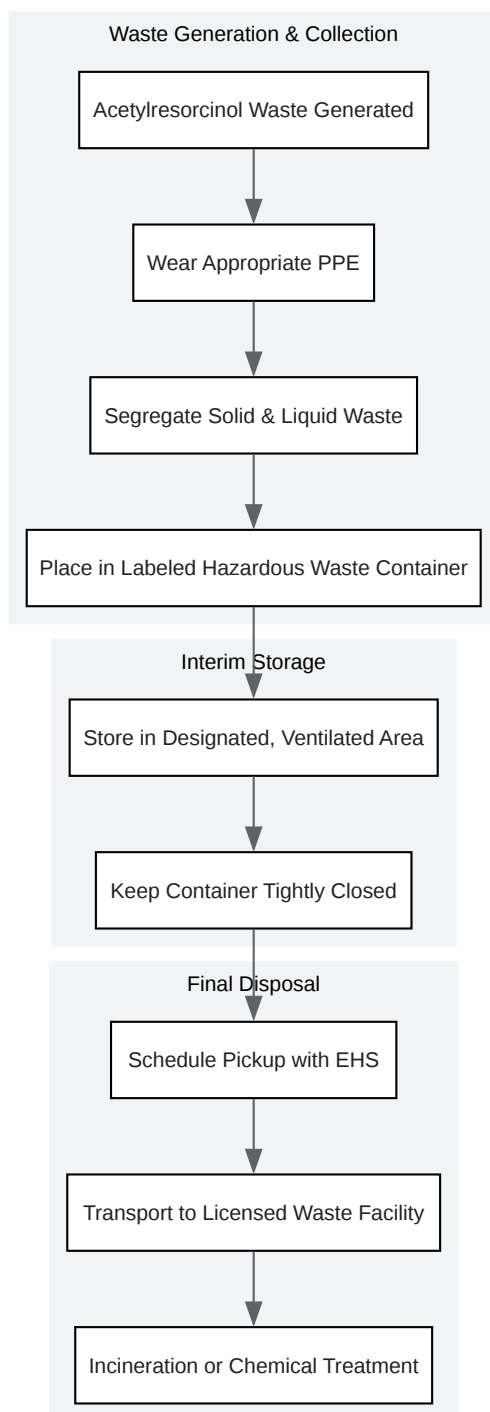 Waste Generation & Collection
Acetylresorcinol Waste Generated
Wear Appropriate PPE
Segregate Solid & Liquid Waste
Place in Labeled Hazardous Waste Container
Interim Storage
Store in Designated, Ventilated Area
Keep Container Tightly Closed
Final Disposal
Schedule Pickup with EHS
Transport to Licensed Waste Facility
Incineration or Chemical Treatment